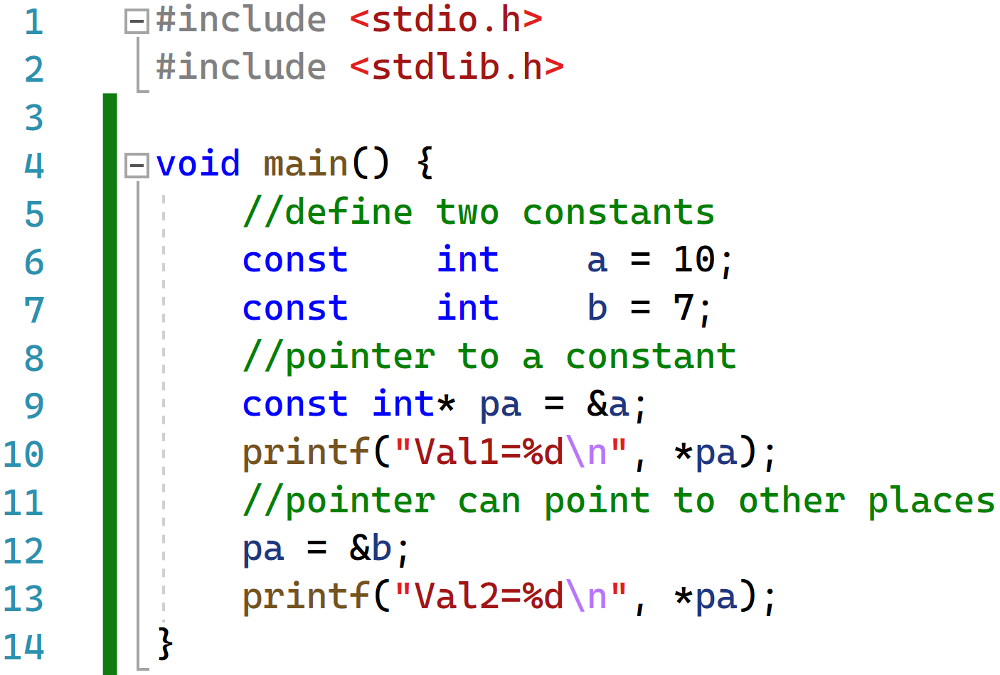 1 #include <stdio.h>
2 #include <stdlib.h>
3
4 void main() {
5     //define two constants
6     const    int    a = 10;
7     const    int    b = 7;
8     //pointer to a constant
9     const int* pa = &a;
10     printf("Val1=%d\n", *pa);
11     //pointer can point to other places
12     pa = &b;
13     printf("Val2=%d\n", *pa);
14 }